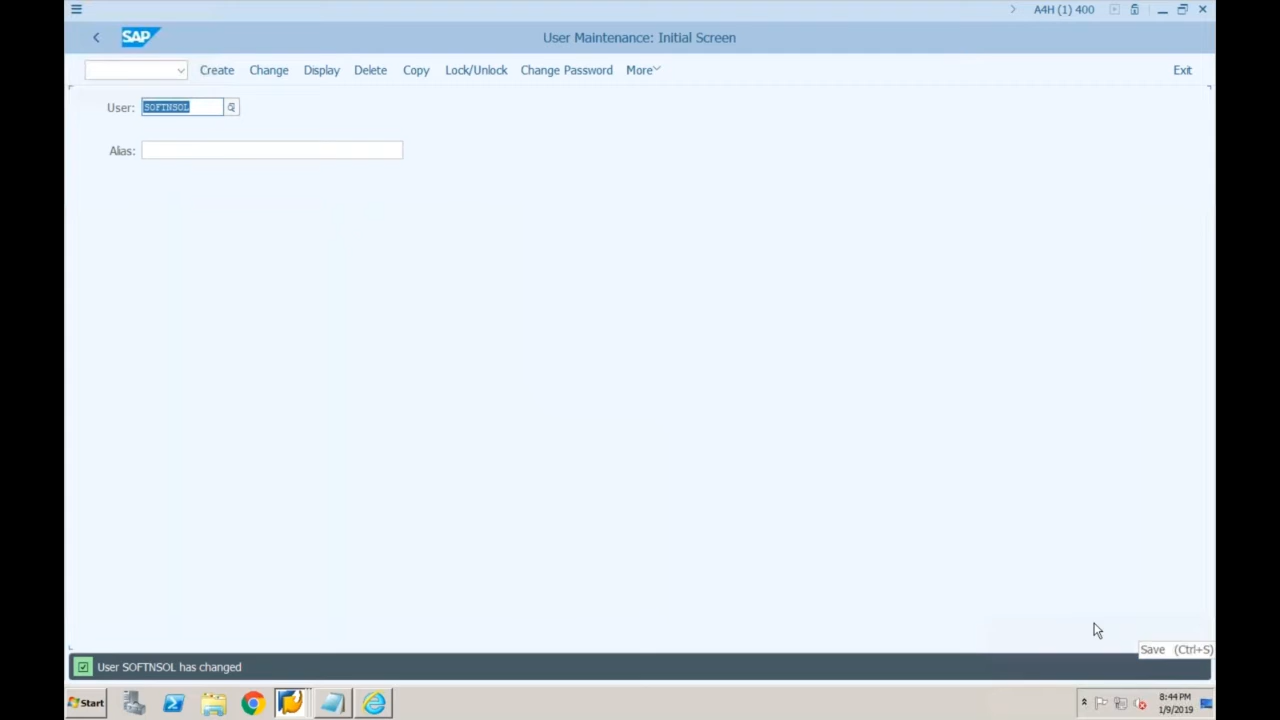 A4H (1) 400
SAP
User Maintenance: Initial Screen
Create Change Display Delete Copy Lock/Unlock Change Password More Exit
User: SOFTNSOL
Alias:
Save (Ctrl+S)
User SOFTNSOL has changed
Start
8:44 PM
1/9/2019